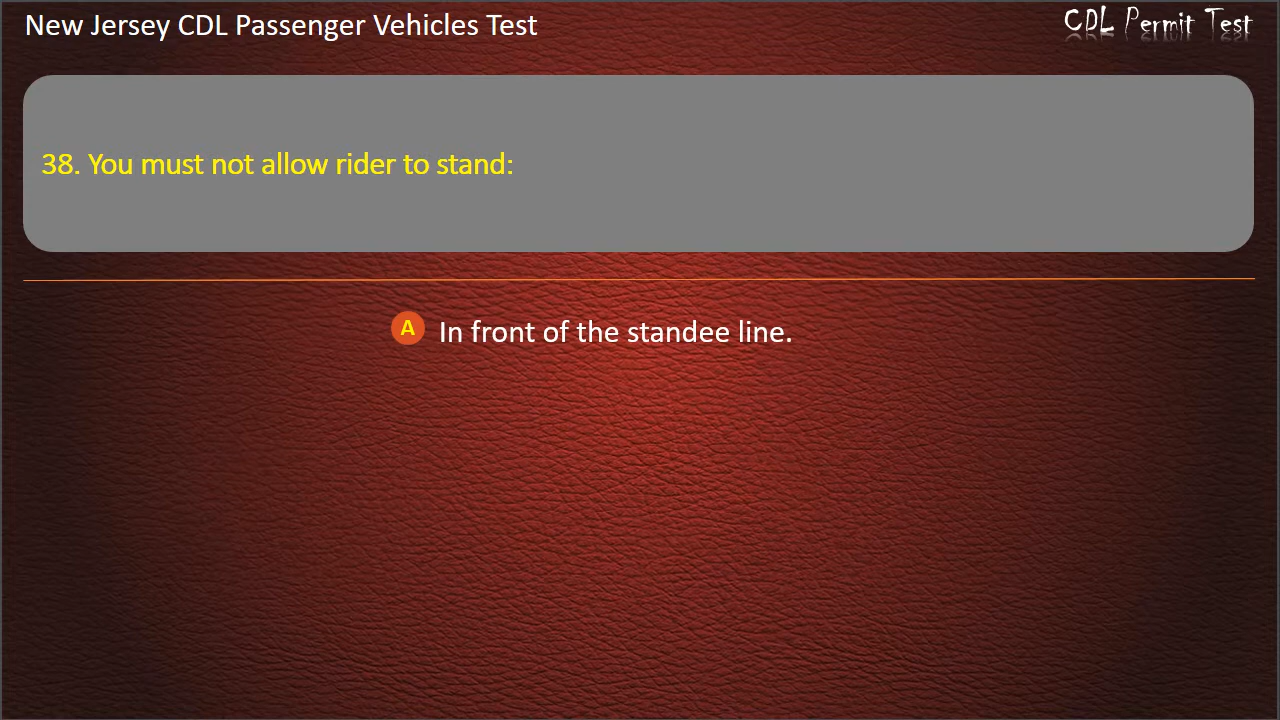 New Jersey CDL Passenger Vehicles Test
CDL Permit Test
38. You must not allow rider to stand:
A In front of the standee line.